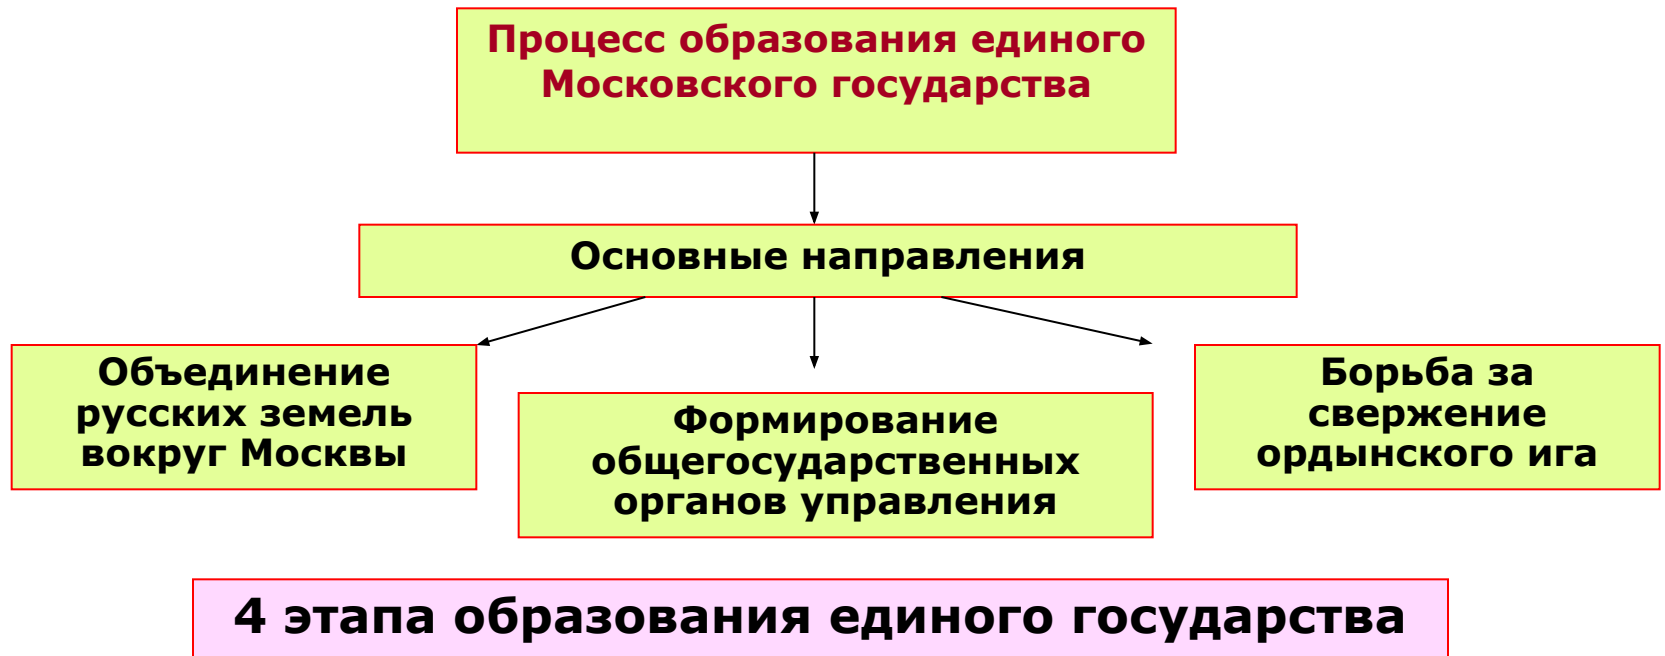 Процесс образования единого
Московского государства
Основные направления
Объединение
русских земель
вокруг Москвы
Формирование
общегосударственных
органов управления
Борьба за
свержение
ордынского ига
4 этапа образования единого государства